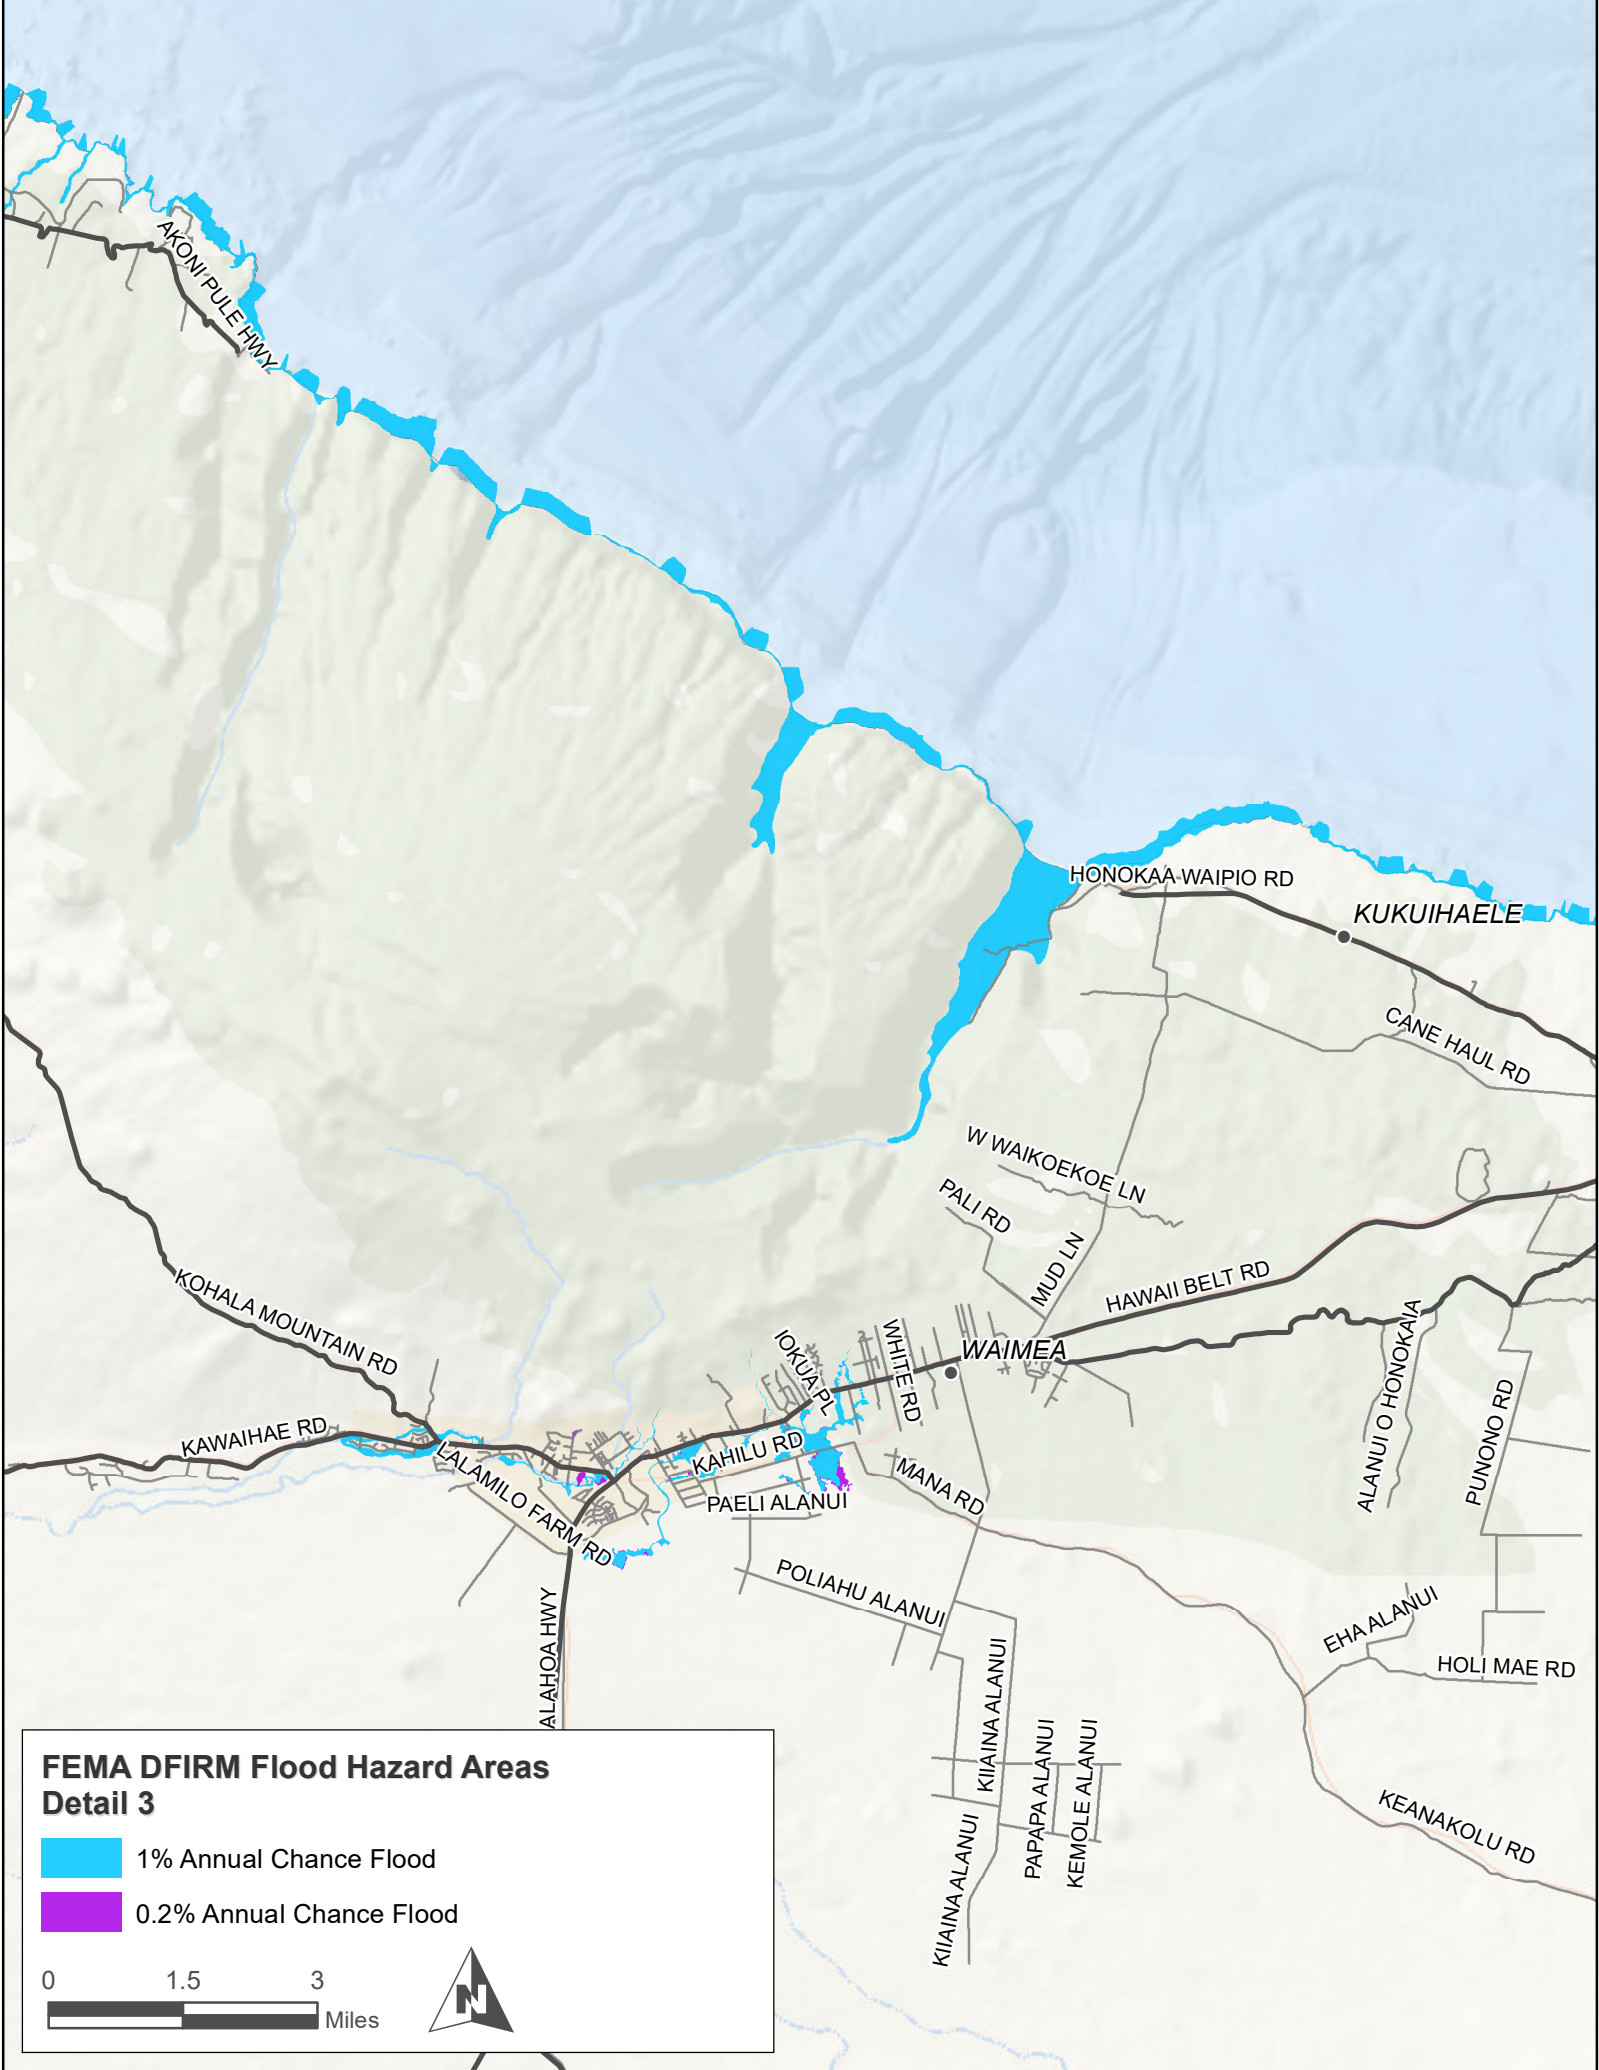 AKONI PULE HWY
HONOKAA WAIPIO RD
KUKUIHAELE
CANE HAUL RD
W WAIKOEKOE LN
PALI RD
MUD LN
HAWAII BELT RD
KOHALA MOUNTAIN RD
IOKUA PL
WHITE RD
WAIMEA
ALANUI O HONOKAIA
PUNONO RD
KAWAIHAE RD
LALAMILO FARM RD
KAHILU RD
MANA RD
PAELI ALANUI
POLIAHU ALANUI
ALAHOA HWY
EHA ALANUI
HOLI MAE RD
KIIAINA ALANUI
PAPAPA ALANUI
KEMOLE ALANUI
KIIAINA ALANUI
KEANAKOLU RD
FEMA DFIRM Flood Hazard Areas
Detail 3
1% Annual Chance Flood
0.2% Annual Chance Flood
0 1.5 3
Miles
N